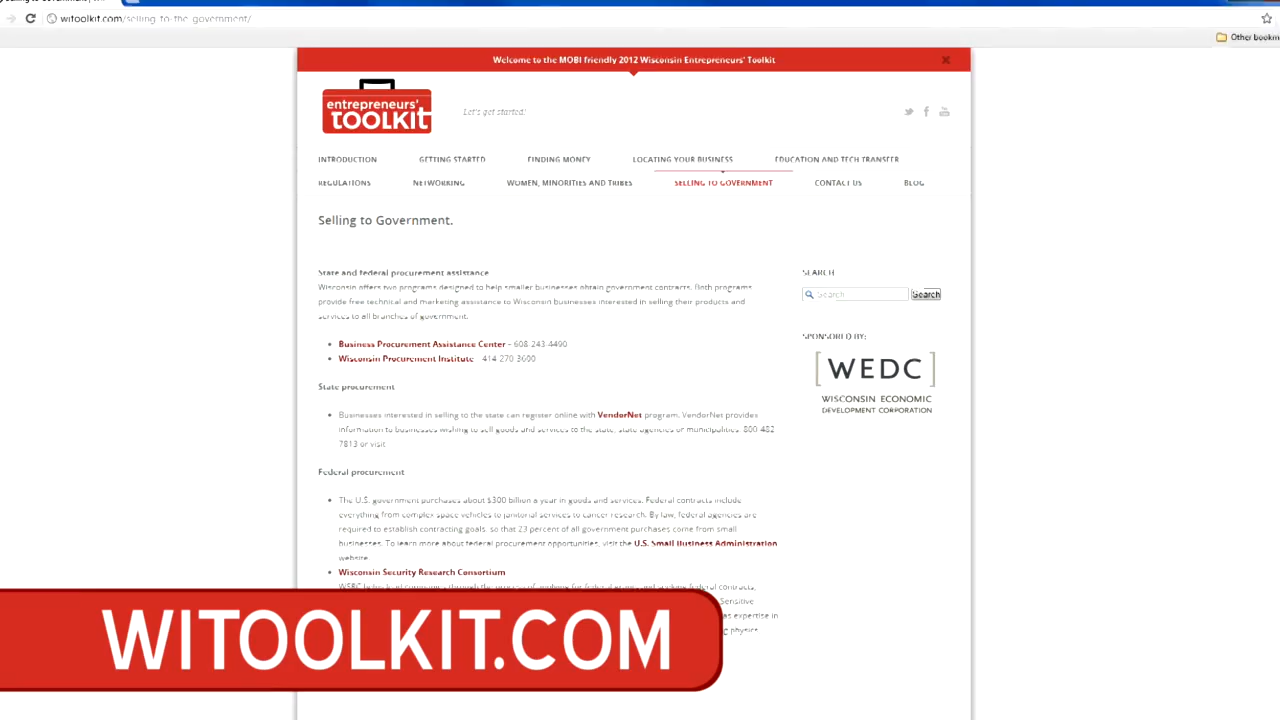 witoolkit.com/selling-to-the-government/
Other bookm
Welcome to the MOBI friendly 2012 Wisconsin Entrepreneurs' Toolkit
entrepreneurs'
TOOLKIT
Let's get started!
INTRODUCTION GETTING STARTED FINDING MONEY LOCATING YOUR BUSINESS EDUCATION AND TECH TRANSFER
REGULATIONS NETWORKING WOMEN, MINORITIES AND TRIBES SELLING TO GOVERNMENT CONTACT US BLOG
Selling to Government.
State and federal procurement assistance
Wisconsin offers two programs designed to help smaller businesses obtain government contracts. Both programs
provide free technical and marketing assistance to Wisconsin businesses interested in selling their products and
services to all branches of government.
Business Procurement Assistance Center – 608-243-4490
Wisconsin Procurement Institute 414-270-3600
State procurement
Businesses interested in selling to the state can register online with VendorNet program. VendorNet provides
information to businesses wishing to sell goods and services to the state, state agencies or municipalities. 800-482-
7813 or visit
Federal procurement
The U.S. government purchases about $300 billion a year in goods and services. Federal contracts include
everything from complex space vehicles to janitorial services to cancer research. By law, federal agencies are
required to establish contracting goals, so that 23 percent of all government purchases come from small
businesses. To learn more about federal procurement opportunities, visit the U.S. Small Business Administration
website.
Wisconsin Security Research Consortium
Sensitive
as expertise in
physics
SEARCH
Search
Search
SPONSORED BY:
[WEDC]
WISCONSIN ECONOMIC
DEVELOPMENT CORPORATION
WITOOLKIT.COM